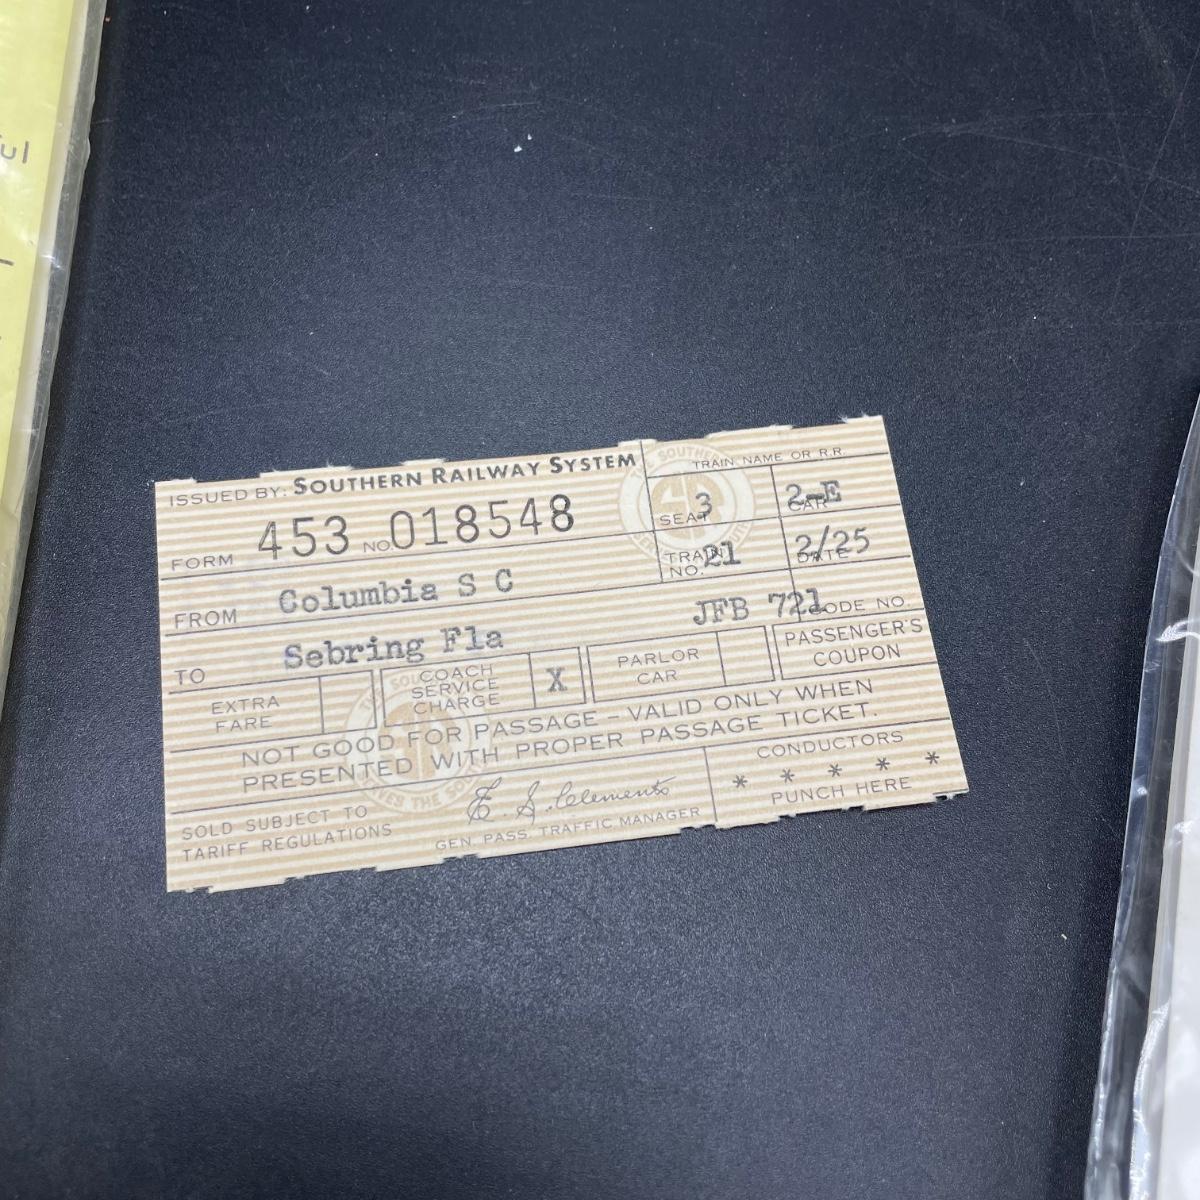 ul
ISSUED BY: SOUTHERN RAILWAY SYSTEM
TRAIN NAME OR R.R.
FORM 453 NO. 018548
SEAT 3
CAR 2-E
TRAIN NO. 21
DATE 2/25
FROM Columbia S C
JFB 721 CODE NO.
TO Sebring Fla
EXTRA FARE
COACH SERVICE CHARGE X
PARLOR CAR
PASSENGER'S COUPON
NOT GOOD FOR PASSAGE – VALID ONLY WHEN
PRESENTED WITH PROPER PASSAGE TICKET.
SOLD SUBJECT TO
TARIFF REGULATIONS
E. S. Clements
GEN. PASS. TRAFFIC MANAGER
CONDUCTORS
* * * * *
PUNCH HERE